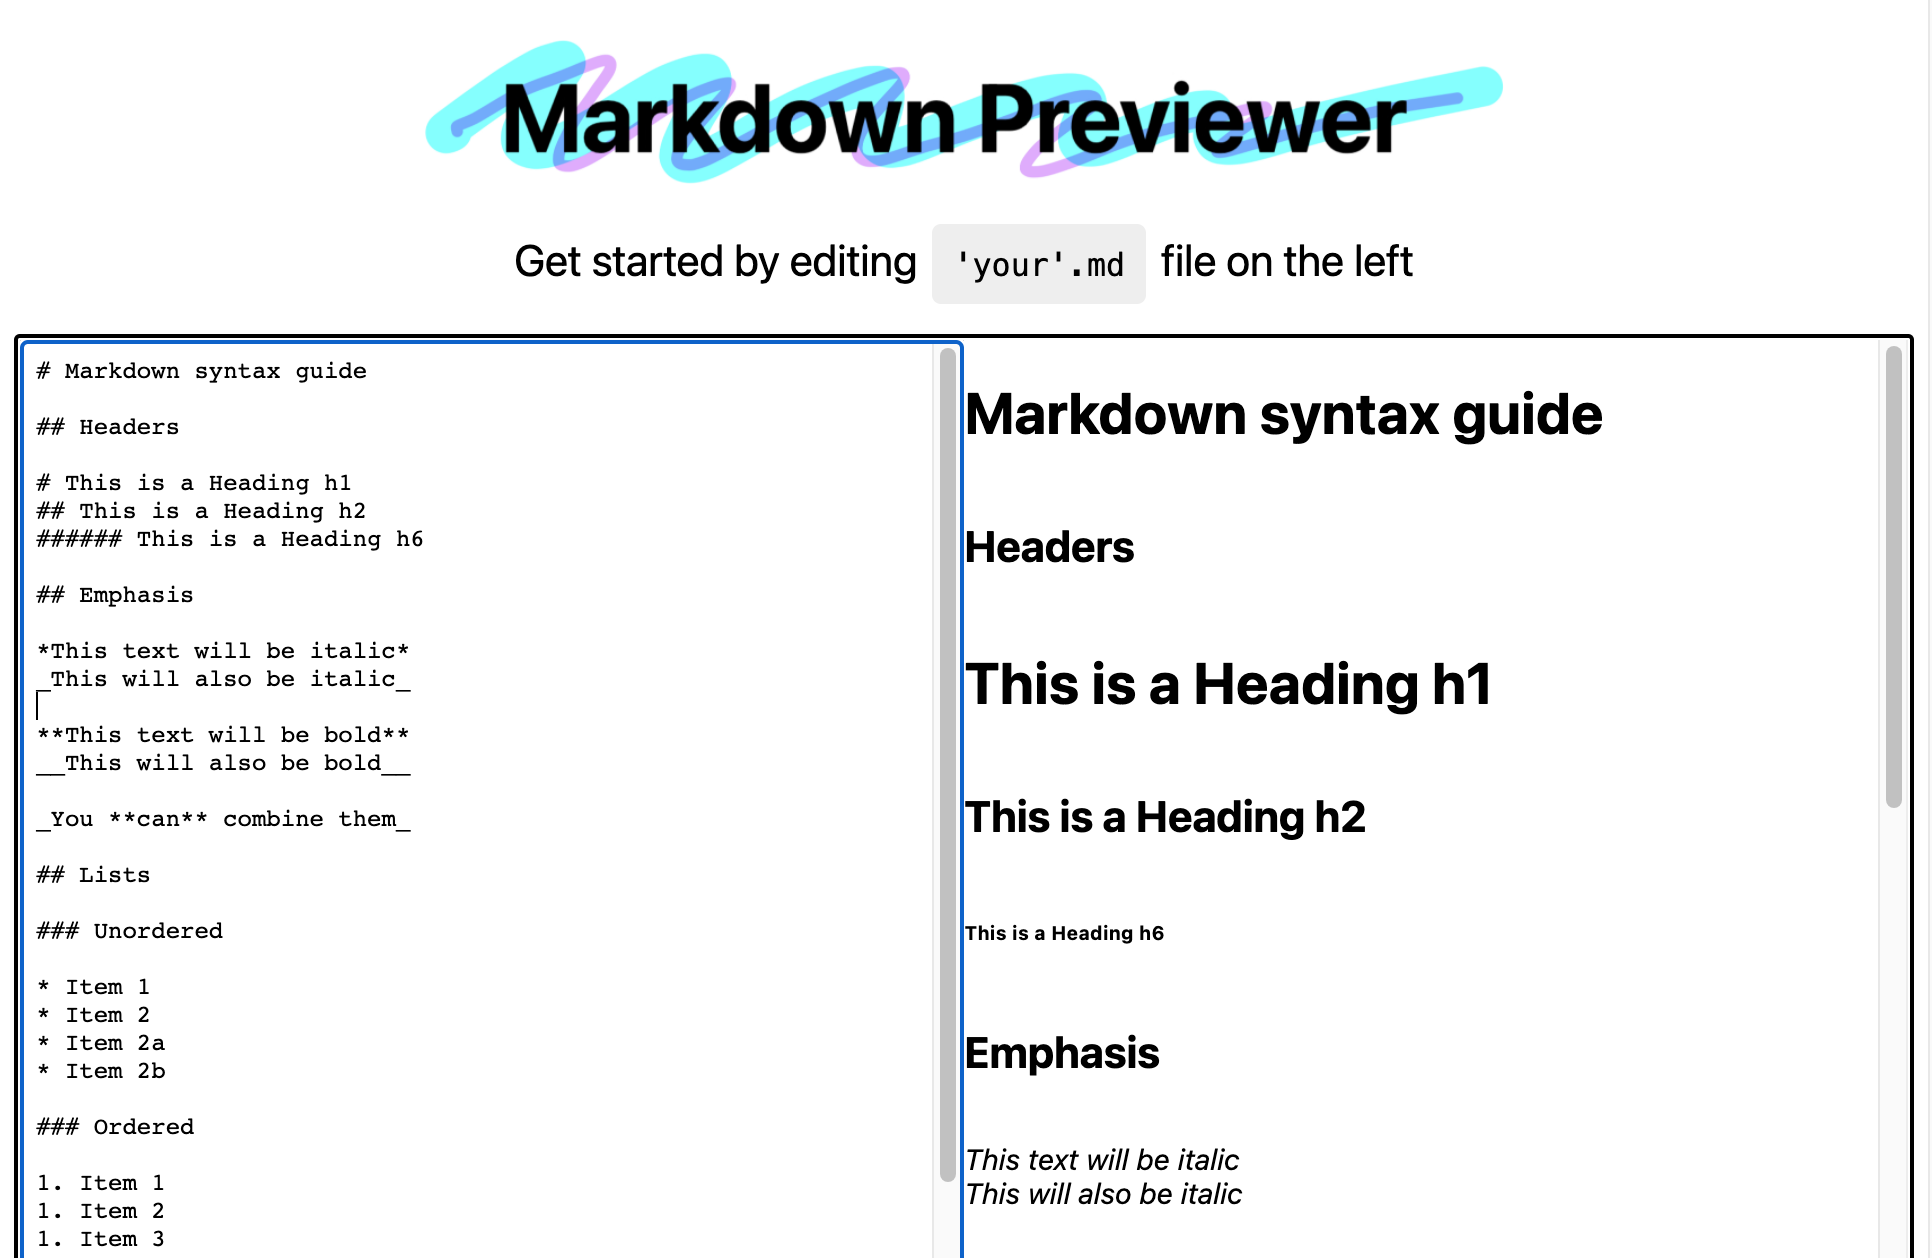 Markdown Previewer
Get started by editing 'your'.md file on the left
# Markdown syntax guide
## Headers
# This is a Heading h1
## This is a Heading h2
###### This is a Heading h6
## Emphasis
*This text will be italic*
_This will also be italic_
**This text will be bold**
__This will also be bold__
_You **can** combine them_
## Lists
### Unordered
* Item 1
* Item 2
* Item 2a
* Item 2b
### Ordered
1. Item 1
1. Item 2
1. Item 3
Markdown syntax guide
Headers
This is a Heading h1
This is a Heading h2
This is a Heading h6
Emphasis
This text will be italic
This will also be italic